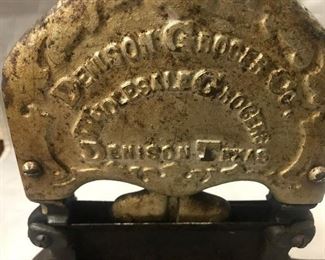 DENISON GROCER CO.
WHOLESALE GROCERS
DENISON TEXAS